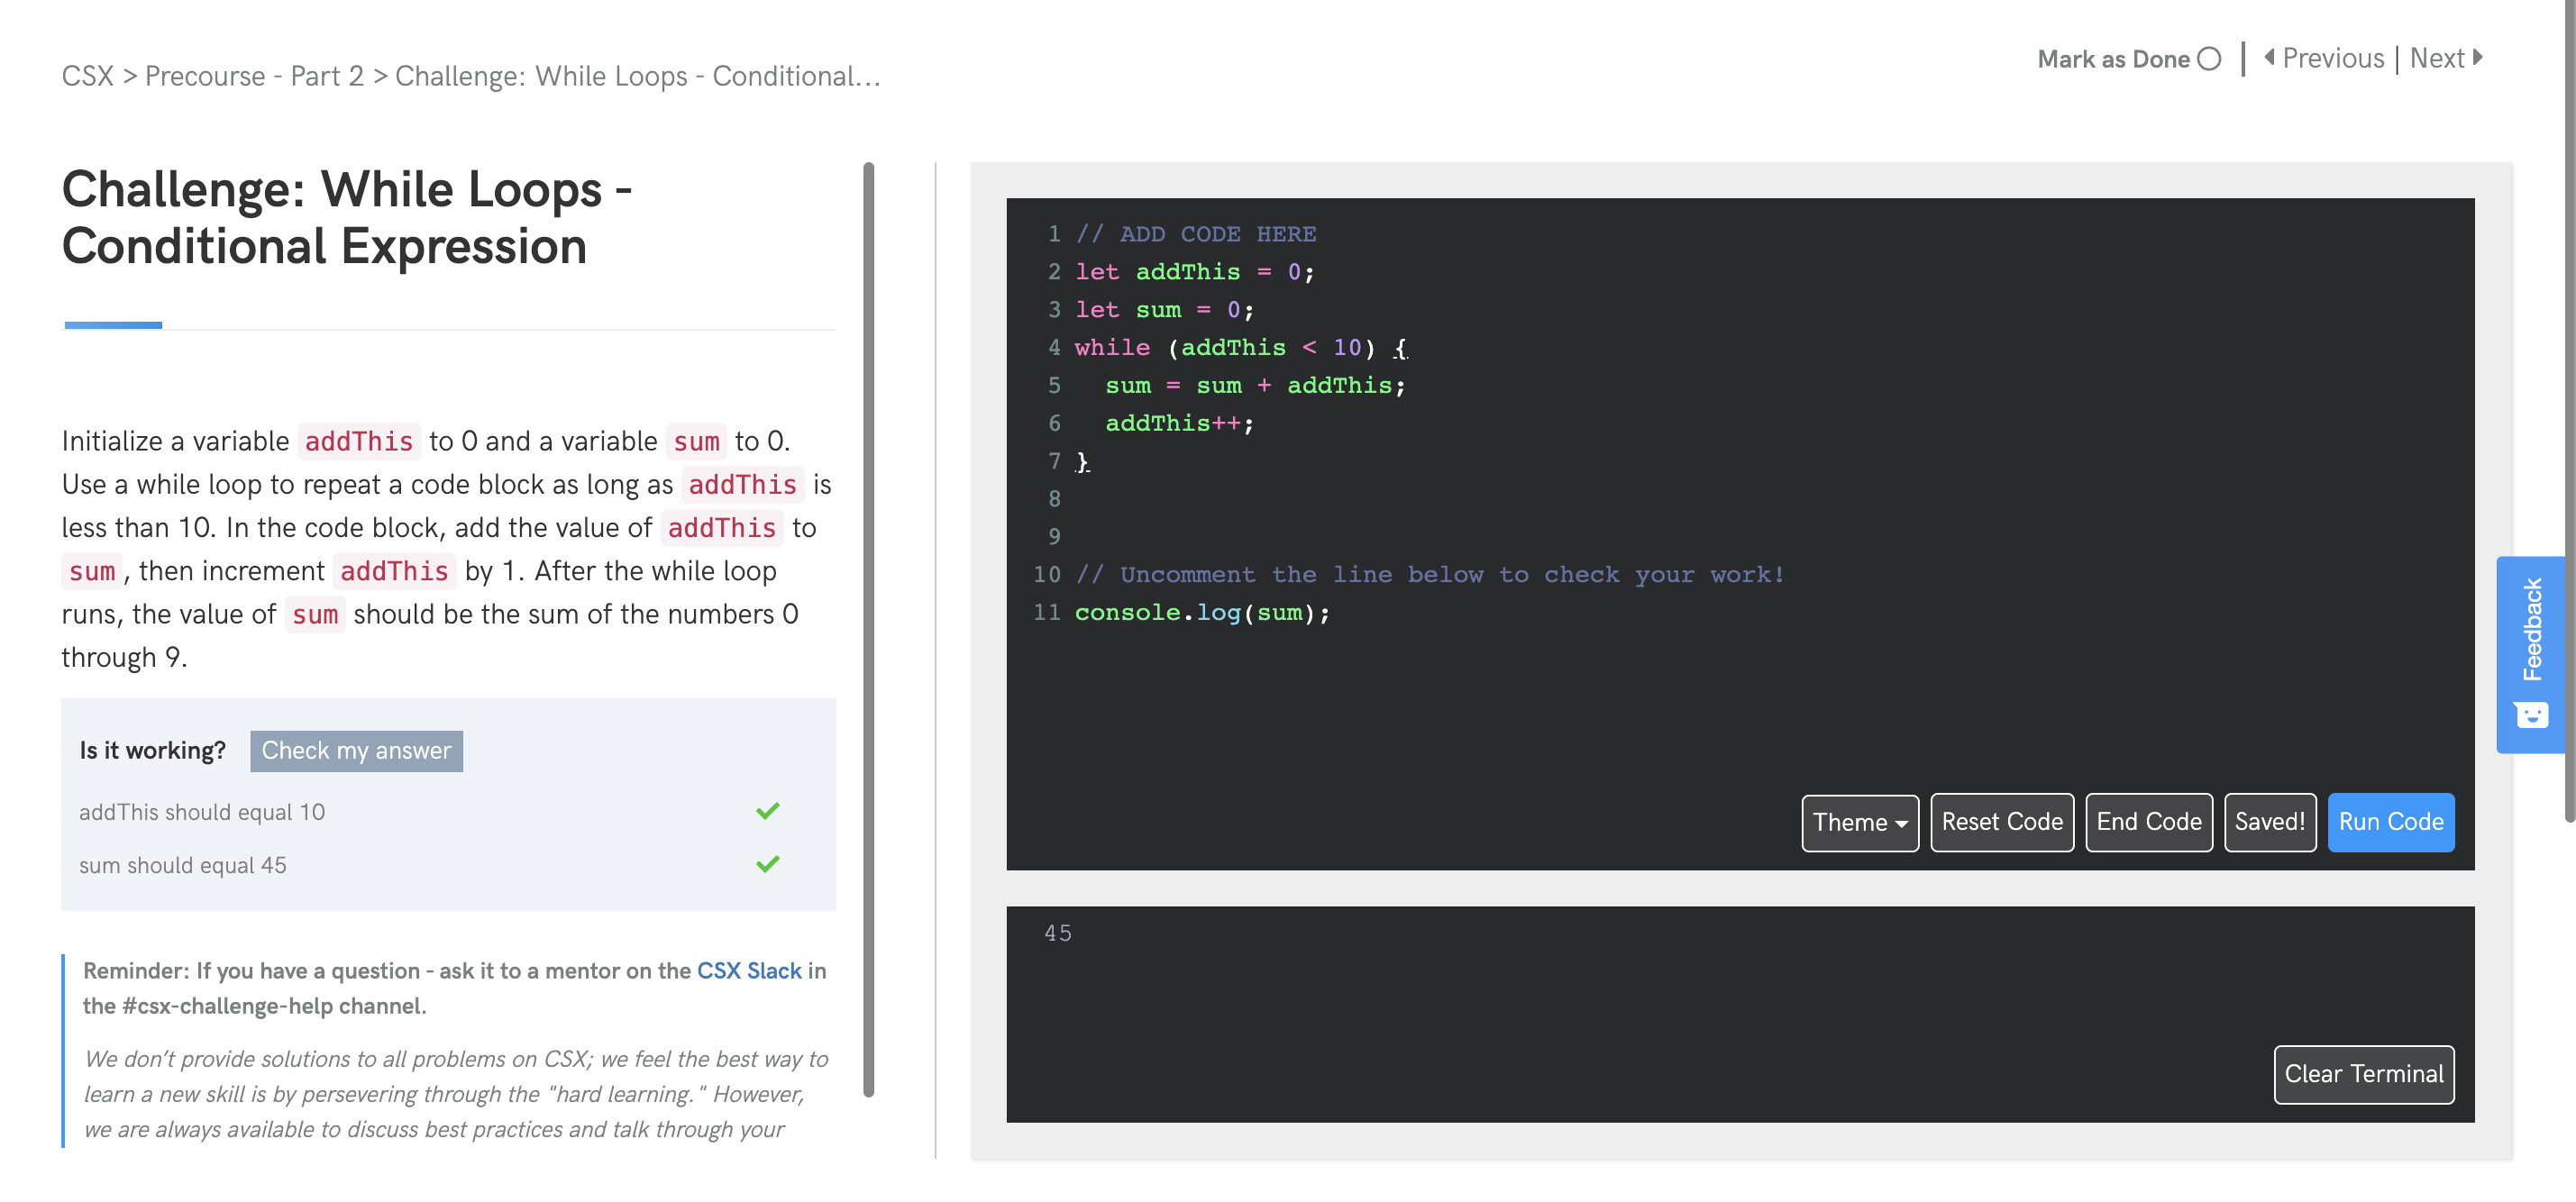 CSX > Precourse - Part 2 > Challenge: While Loops - Conditional...
Mark as Done | Previous | Next
Challenge: While Loops -
Conditional Expression
Initialize a variable addThis to 0 and a variable sum to 0.
Use a while loop to repeat a code block as long as addThis is
less than 10. In the code block, add the value of addThis to
sum, then increment addThis by 1. After the while loop
runs, the value of sum should be the sum of the numbers 0
through 9.
Is it working? Check my answer
addThis should equal 10
sum should equal 45
Reminder: If you have a question - ask it to a mentor on the CSX Slack in
the #csx-challenge-help channel.
We don’t provide solutions to all problems on CSX; we feel the best way to
learn a new skill is by persevering through the "hard learning." However,
we are always available to discuss best practices and talk through your
1 // ADD CODE HERE
2 let addThis = 0;
3 let sum = 0;
4 while (addThis < 10) {
5   sum = sum + addThis;
6   addThis++;
7 }
8
9
10 // Uncomment the line below to check your work!
11 console.log(sum);
Theme Reset Code End Code Saved! Run Code
45
Clear Terminal
Feedback